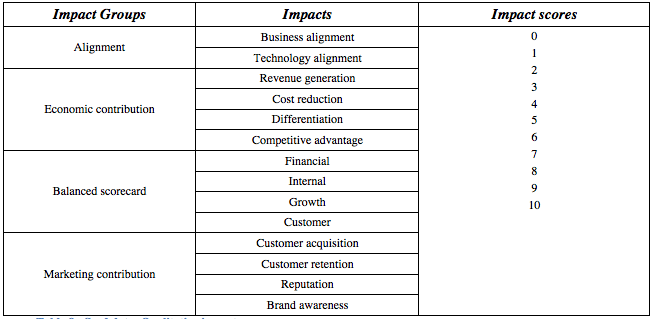 Impact Groups Impacts Impact scores
Alignment
Business alignment
Technology alignment
Economic contribution
Revenue generation
Cost reduction
Differentiation
Competitive advantage
Balanced scorecard
Financial
Internal
Growth
Customer
Marketing contribution
Customer acquisition
Customer retention
Reputation
Brand awareness
0
1
2
3
4
5
6
7
8
9
10